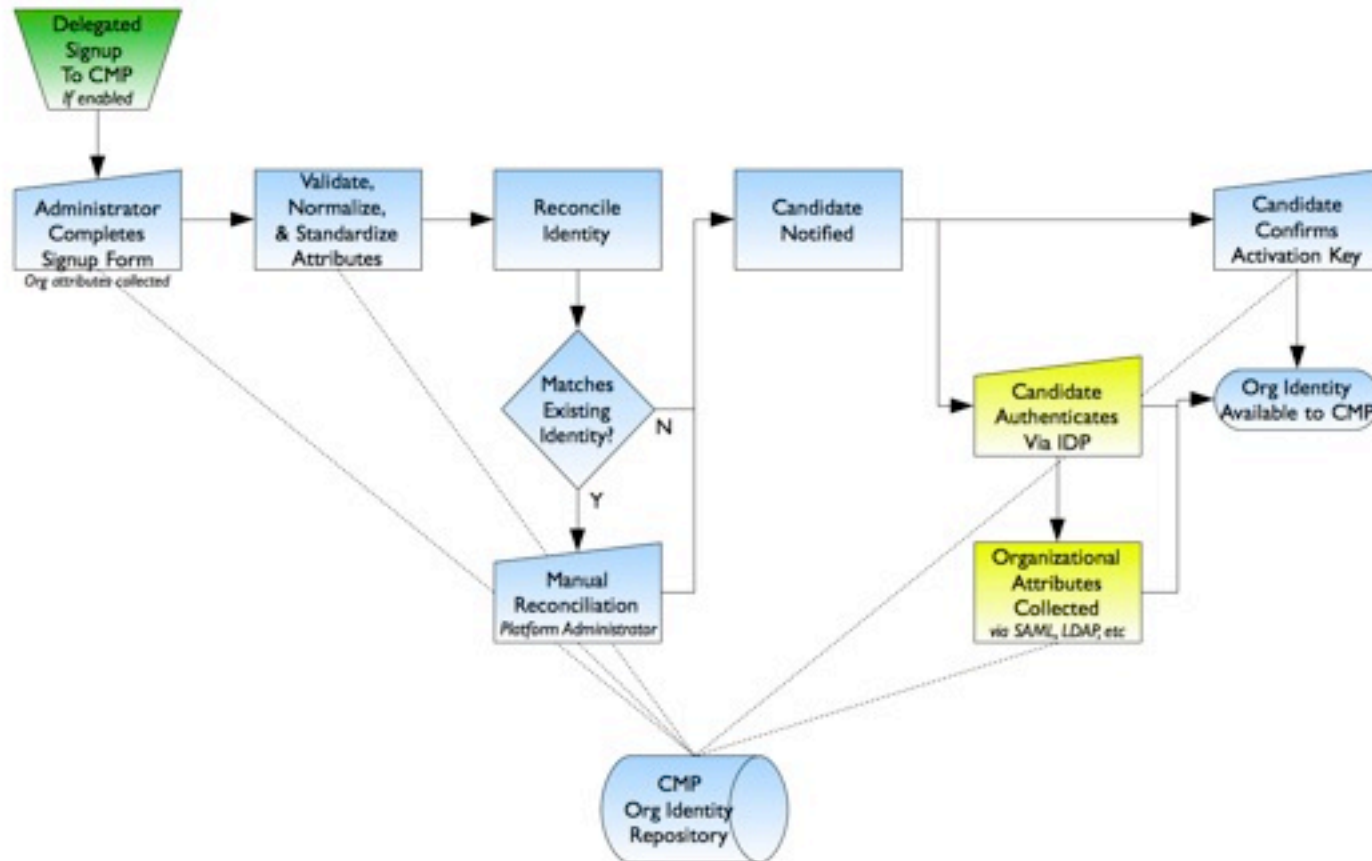 Delegated
Signup
To CMP
If enabled
Administrator
Completes
Signup Form
Org attributes collected
Validate,
Normalize,
& Standardize
Attributes
Reconcile
Identity
Candidate
Notified
Candidate
Confirms
Activation Key
Matches
Existing
Identity?
N
Y
Candidate
Authenticates
Via IDP
Org Identity
Available to CMP
Manual
Reconciliation
Platform Administrator
Organizational
Attributes
Collected
via SAML, LDAP, etc
CMP
Org Identity
Repository